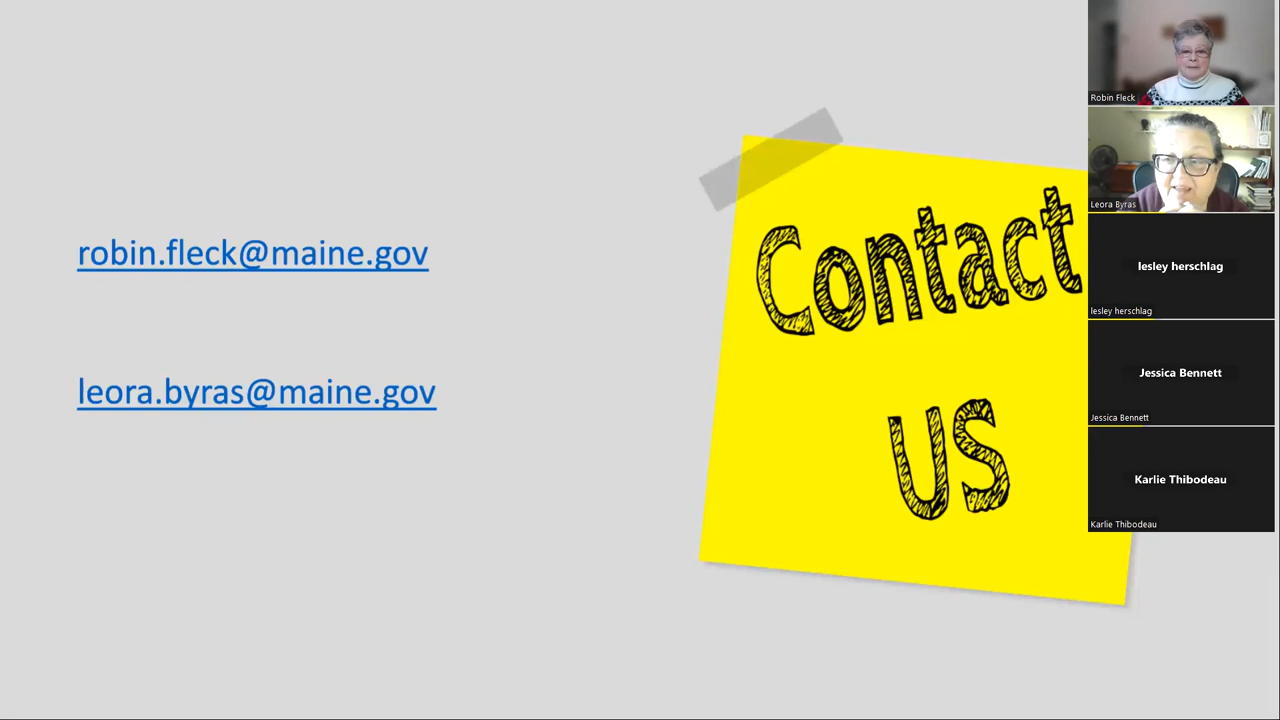 robin.fleck@maine.gov
leora.byras@maine.gov
Contact
us
Robin Fleck
Leora Byras
lesley herschlag
lesley herschlag
Jessica Bennett
Jessica Bennett
Karlie Thibodeau
Karlie Thibodeau